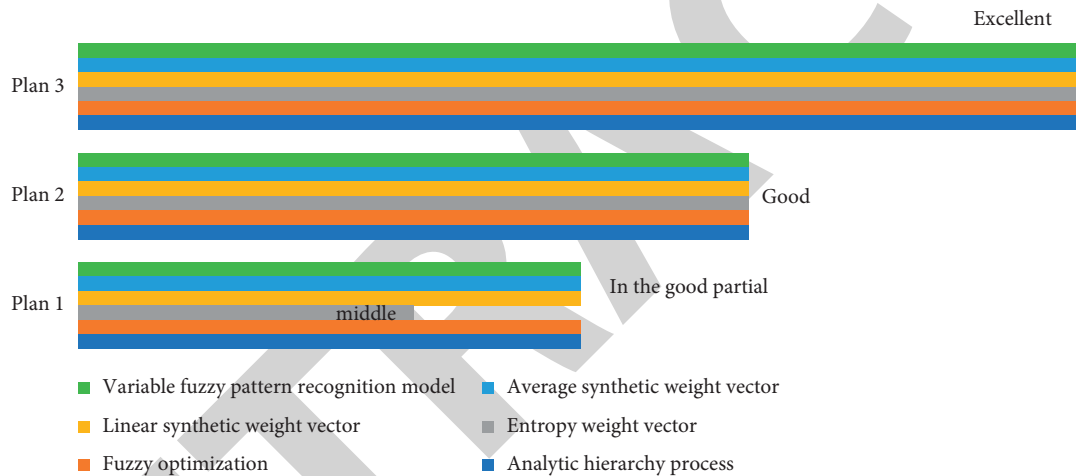 Excellent
Plan 3
Plan 2
Good
In the good partial
Plan 1
middle
Variable fuzzy pattern recognition model
Average synthetic weight vector
Linear synthetic weight vector
Entropy weight vector
Fuzzy optimization
Analytic hierarchy process